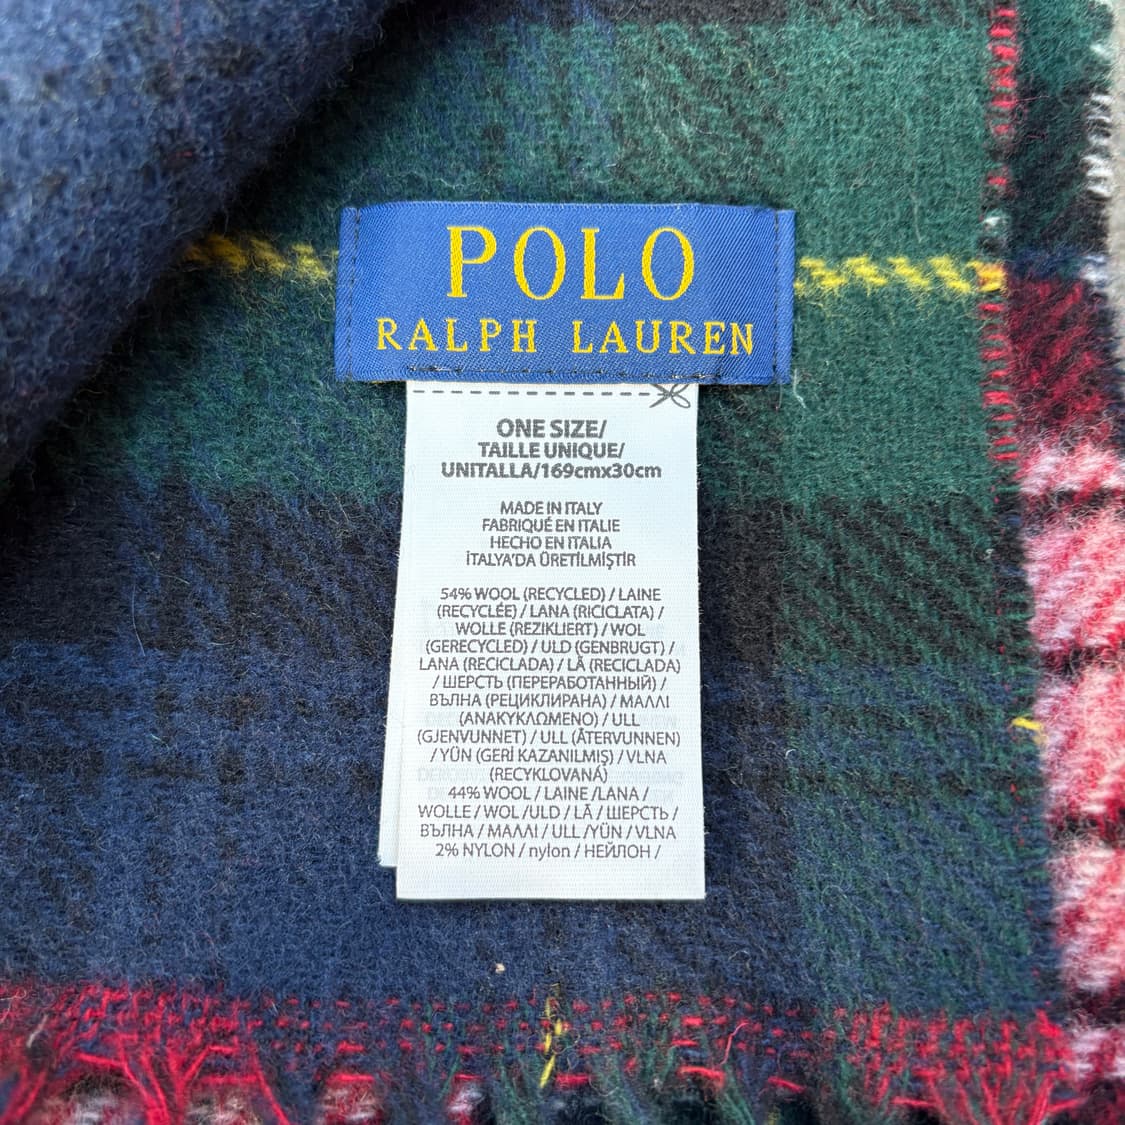 POLO
RALPH LAUREN
ONE SIZE/
TAILLE UNIQUE/
UNITALLA/169cmx30cm
MADE IN ITALY
FABRIQUÉ EN ITALIE
HECHO EN ITALIA
İTALYA'DA ÜRETİLMİŞTİR
54% WOOL (RECYCLED) / LAINE
(RECYCLÉE) / LANA (RICICLATA) /
WOLLE (REZIKLIERT) / WOL
(GERECYCLED) / ULD (GENBRUGT) /
LANA (RECICLADA) / LÃ (RECICLADA)
/ ШЕРСТЬ (ПЕРЕРАБОТАННЫЙ) /
ВЪЛНА (РЕЦИКЛИРАНА) / ΜΑΛΛΙ
(ΑΝΑΚΥΚΛΩΜΕΝΟ) / ULL
(GJENVUNNET) / ULL (ÅTERVUNNEN)
/ YÜN (GERİ KAZANILMIŞ) / VLNA
(RECYKLOVANÁ)
44% WOOL / LAINE /LANA /
WOLLE / WOL /ULD / LÃ / ШЕРСТЬ /
ВЪЛНА / ΜΑΛΛΙ / ULL /YÜN / VLNA
2% NYLON / nylon / НЕЙЛОН /